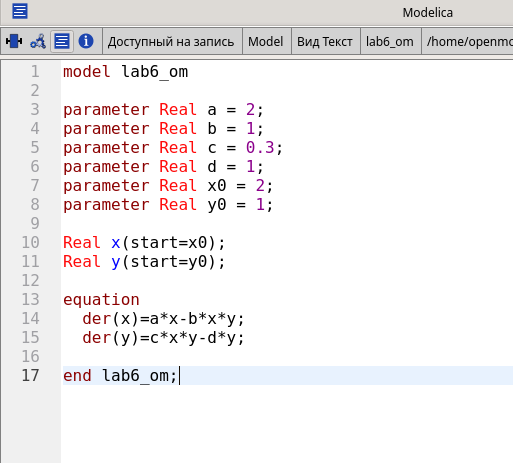 Modelica
Доступный на запись Model Вид Текст lab6_om /home/openmo
1 model lab6_om
2
3 parameter Real a = 2;
4 parameter Real b = 1;
5 parameter Real c = 0.3;
6 parameter Real d = 1;
7 parameter Real x0 = 2;
8 parameter Real y0 = 1;
9
10 Real x(start=x0);
11 Real y(start=y0);
12
13 equation
14 der(x)=a*x-b*x*y;
15 der(y)=c*x*y-d*y;
16
17 end lab6_om;